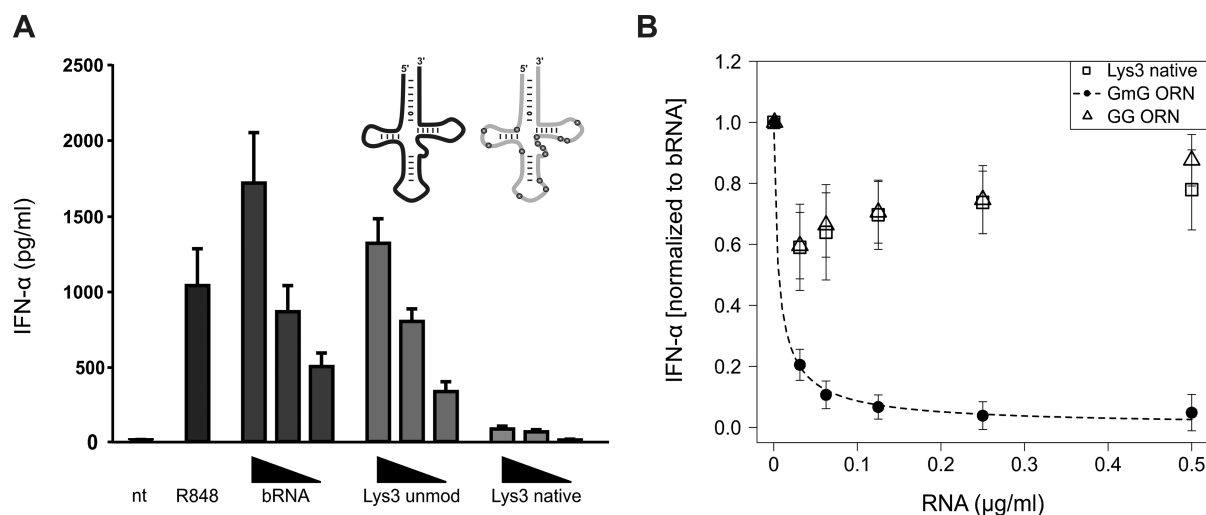 A
IFN-α (pg/ml)
2500
2000
1500
1000
500
0
5' 3'
5' 3'
nt R848 bRNA Lys3 unmod Lys3 native
B
IFN-α [normalized to bRNA]
1.0
0.8
0.6
0.4
0.2
0.0
Lys3 native
GmG ORN
GG ORN
0 0.1 0.2 0.3 0.4 0.5
RNA (μg/ml)